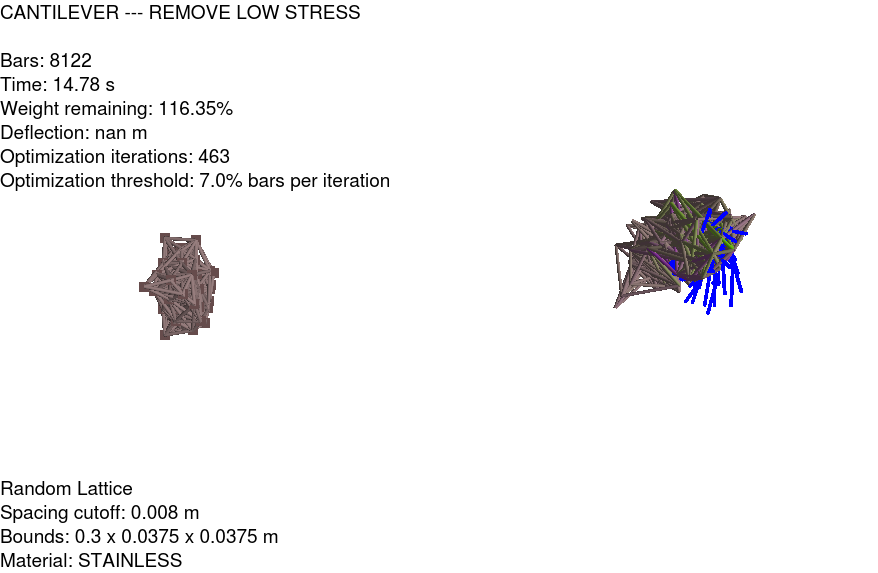 CANTILEVER --- REMOVE LOW STRESS
Bars: 8122
Time: 14.78 s
Weight remaining: 116.35%
Deflection: nan m
Optimization iterations: 463
Optimization threshold: 7.0% bars per iteration
Random Lattice
Spacing cutoff: 0.008 m
Bounds: 0.3 x 0.0375 x 0.0375 m
Material: STAINLESS